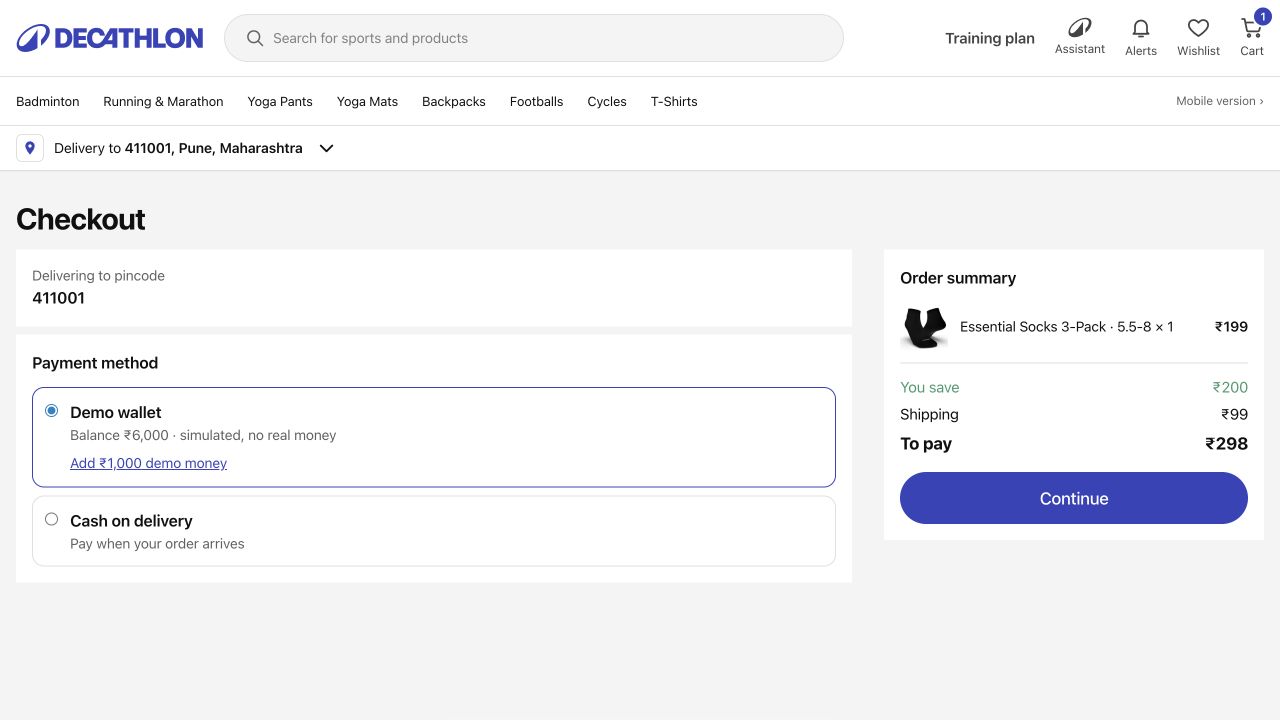 DECATHLON
Search for sports and products
Training plan
Assistant
Alerts
Wishlist
1
Cart
Badminton
Running & Marathon
Yoga Pants
Yoga Mats
Backpacks
Footballs
Cycles
T-Shirts
Mobile version ›
Delivery to 411001, Pune, Maharashtra
Checkout
Delivering to pincode
411001
Payment method
Demo wallet
Balance ₹6,000 · simulated, no real money
Add ₹1,000 demo money
Cash on delivery
Pay when your order arrives
Order summary
Essential Socks 3-Pack · 5.5-8 × 1 ₹199
You save ₹200
Shipping ₹99
To pay ₹298
Continue